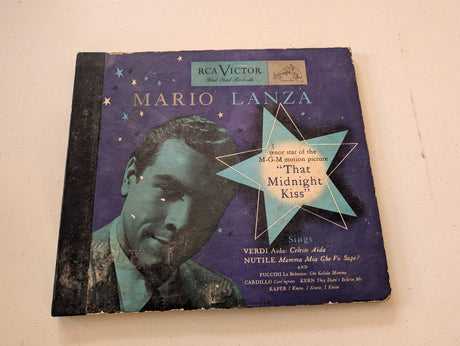 RCA VICTOR
Red Seal Records
MARIO LANZA
tenor star of the
M-G-M motion picture
"That
Midnight
Kiss"
Sings
VERDI Aïda: Celeste Aïda
NUTILE Mamma Mia Che Vo Sape?
AND
PUCCINI La Bohème: Che Gelida Manina
CARDILLO Core'ngrato KERN They Didn't Believe Me
KAPER I Know, I Know, I Know